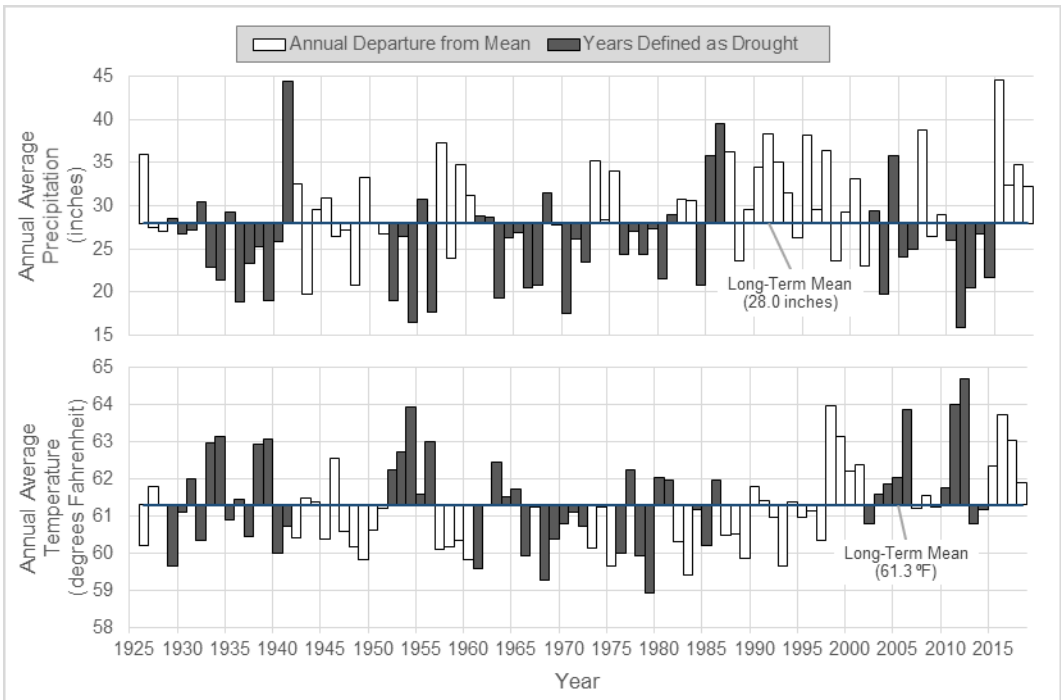 Annual Departure from Mean Years Defined as Drought
Annual Average
Precipitation
(inches)
45
40
35
30
25
20
15
Long-Term Mean
(28.0 inches)
Annual Average
Temperature
(degrees Fahrenheit)
65
64
63
62
61
60
59
58
Long-Term Mean
(61.3 ºF)
1925 1930 1935 1940 1945 1950 1955 1960 1965 1970 1975 1980 1985 1990 1995 2000 2005 2010 2015
Year